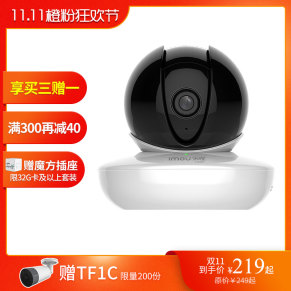 11.11橙粉狂欢节
享买三赠一
满300再减40
赠魔方插座
限32G卡及以上套装
imou
赠TF1C 限量200份
双11
到手价¥219起
原价¥249起